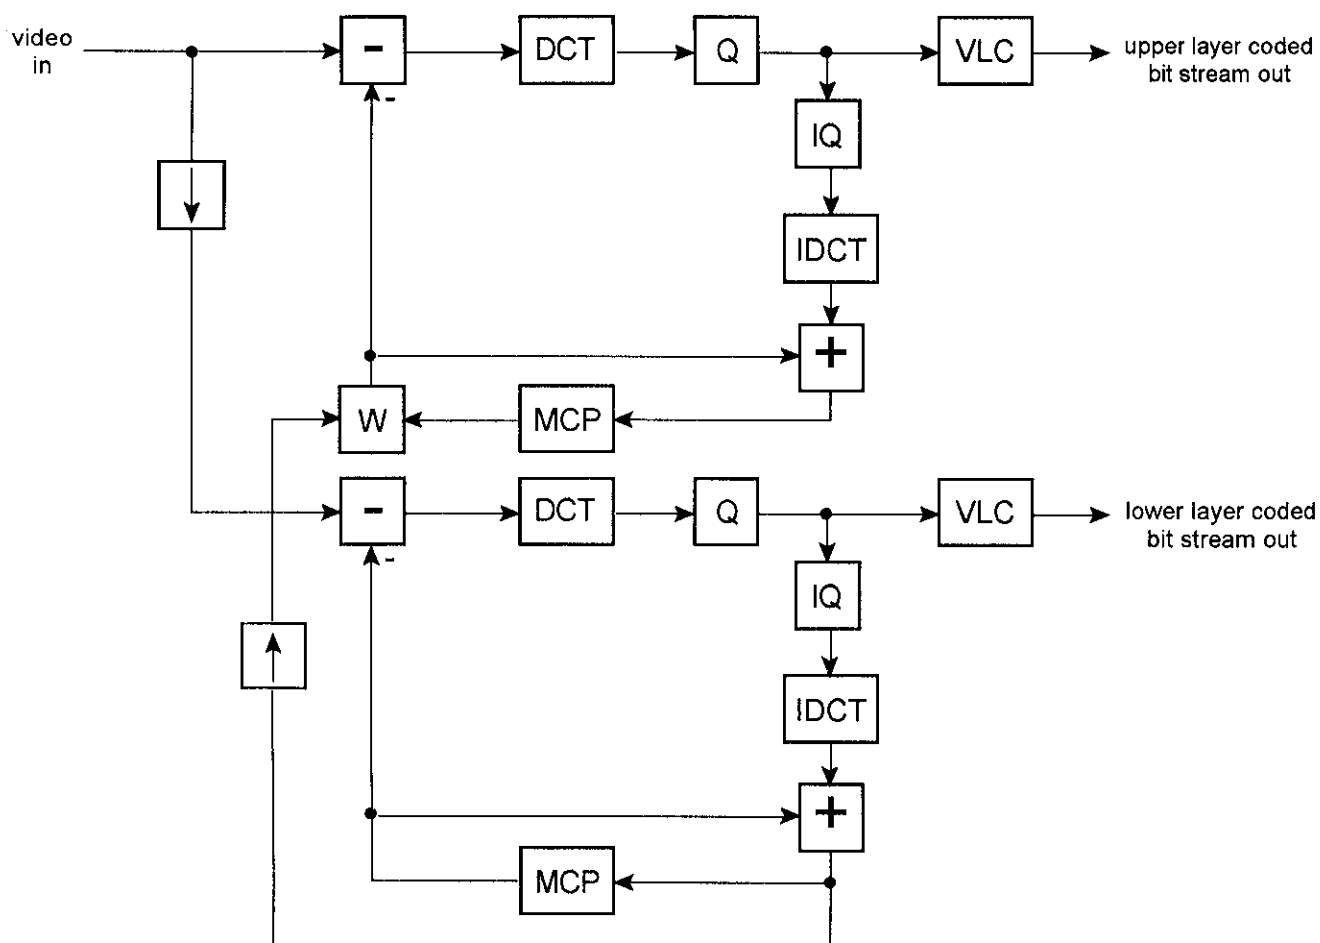 video
in
-
DCT
Q
VLC
upper layer coded
bit stream out
-
IQ
IDCT
+
W
MCP
-
DCT
Q
VLC
lower layer coded
bit stream out
-
IQ
IDCT
+
MCP